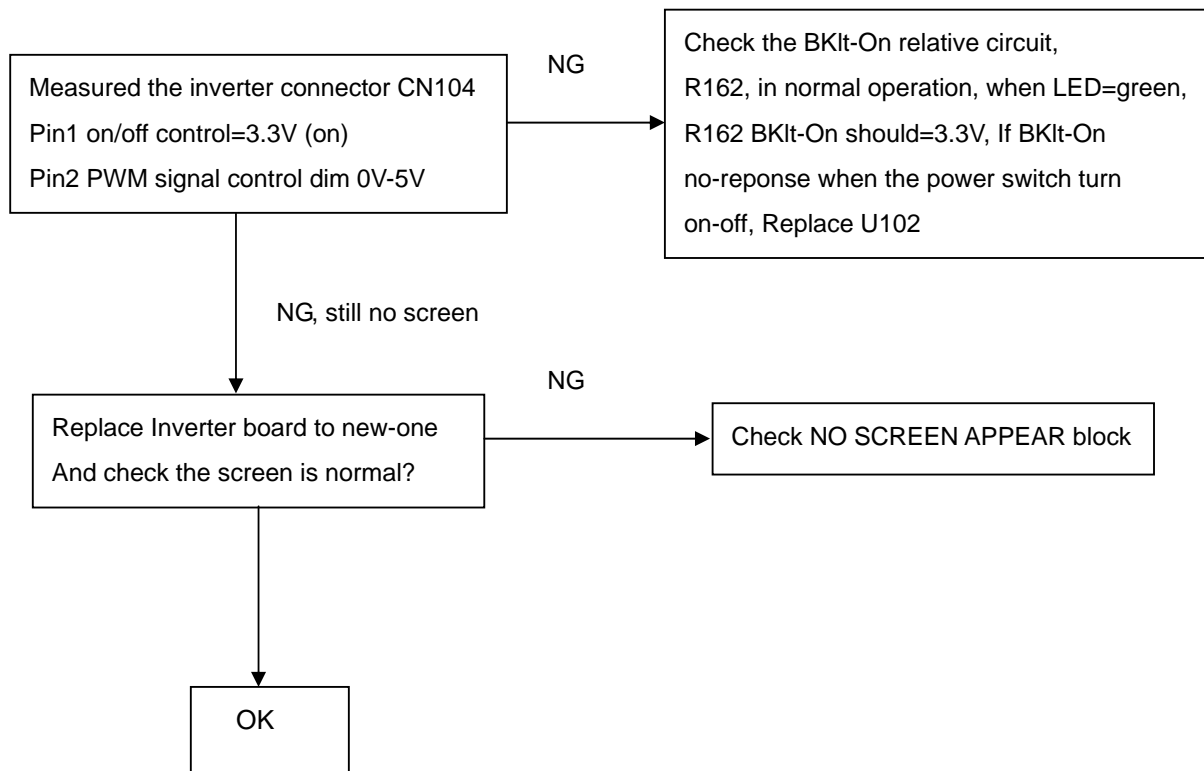 Measured the inverter connector CN104
Pin1 on/off control=3.3V (on)
Pin2 PWM signal control dim 0V-5V
NG
Check the BKlt-On relative circuit,
R162, in normal operation, when LED=green,
R162 BKlt-On should=3.3V, If BKlt-On
no-reponse when the power switch turn
on-off, Replace U102
NG, still no screen
Replace Inverter board to new-one
And check the screen is normal?
NG
Check NO SCREEN APPEAR block
OK